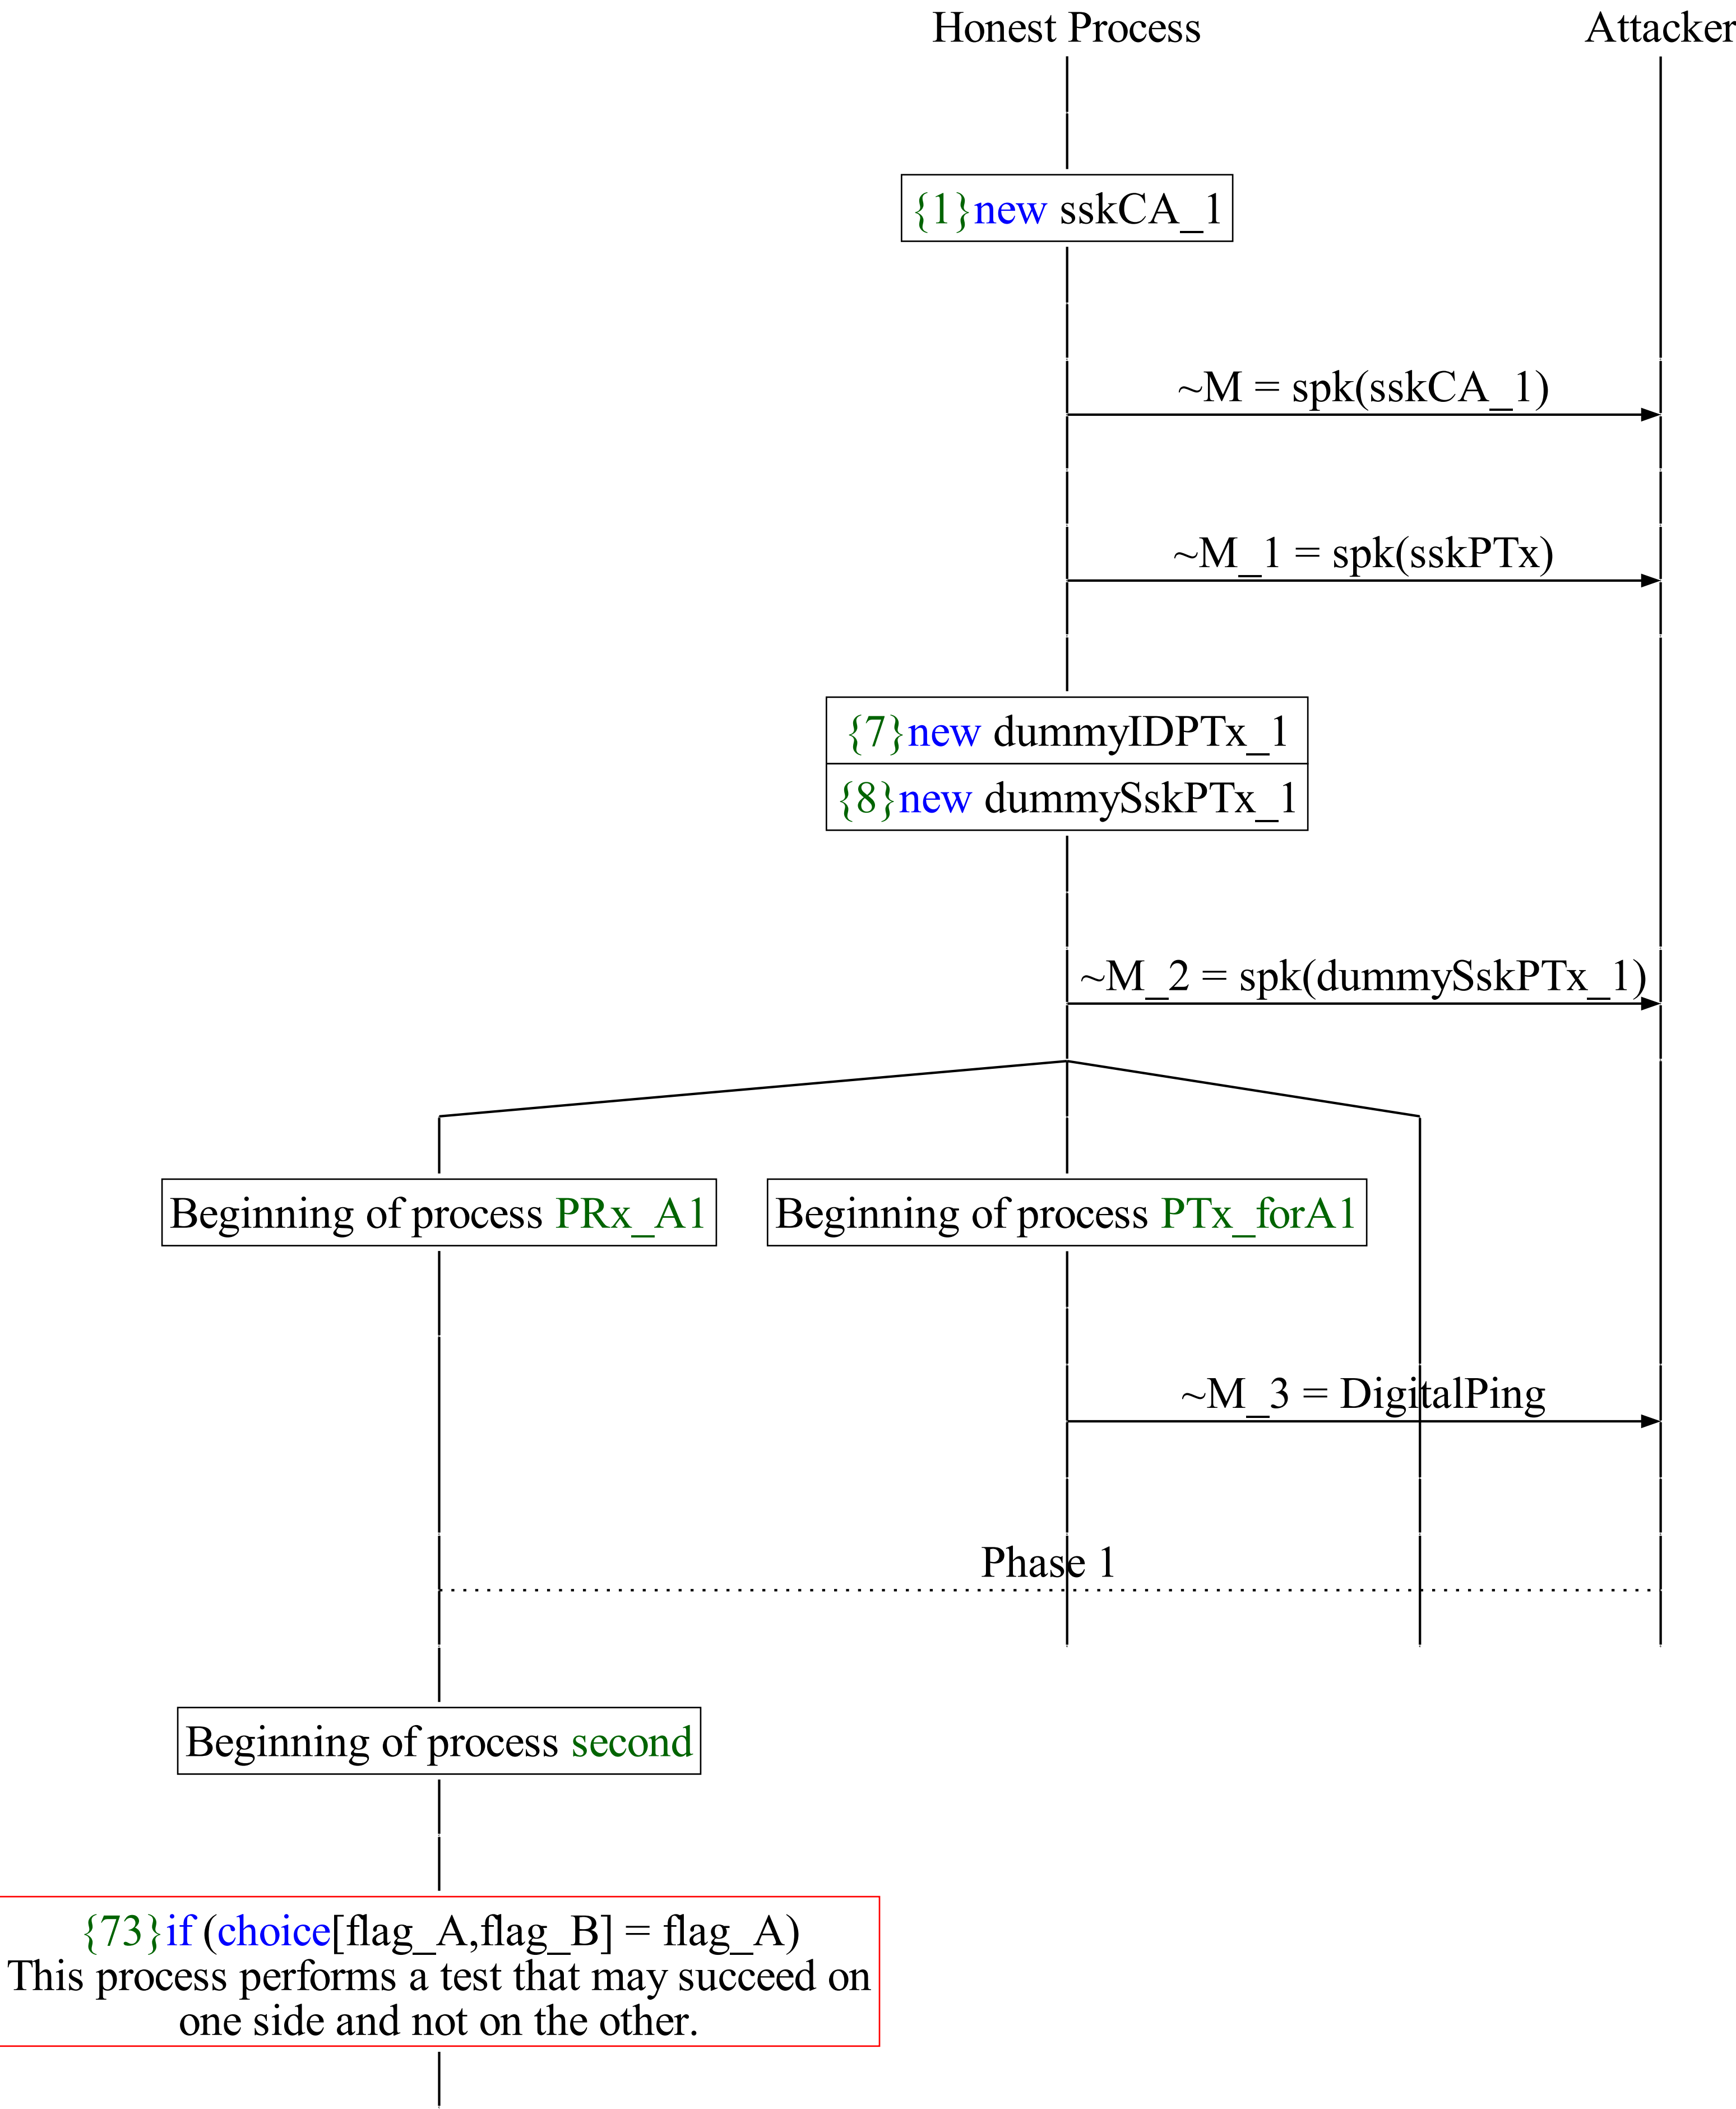 Honest Process
Attacker
{1}new sskCA_1
~M = spk(sskCA_1)
~M_1 = spk(sskPTx)
{7}new dummyIDPTx_1
{8}new dummySskPTx_1
~M_2 = spk(dummySskPTx_1)
Beginning of process PRx_A1
Beginning of process PTx_forA1
~M_3 = DigitalPing
Phase 1
Beginning of process second
{73}if (choice[flag_A,flag_B] = flag_A)
This process performs a test that may succeed on
one side and not on the other.